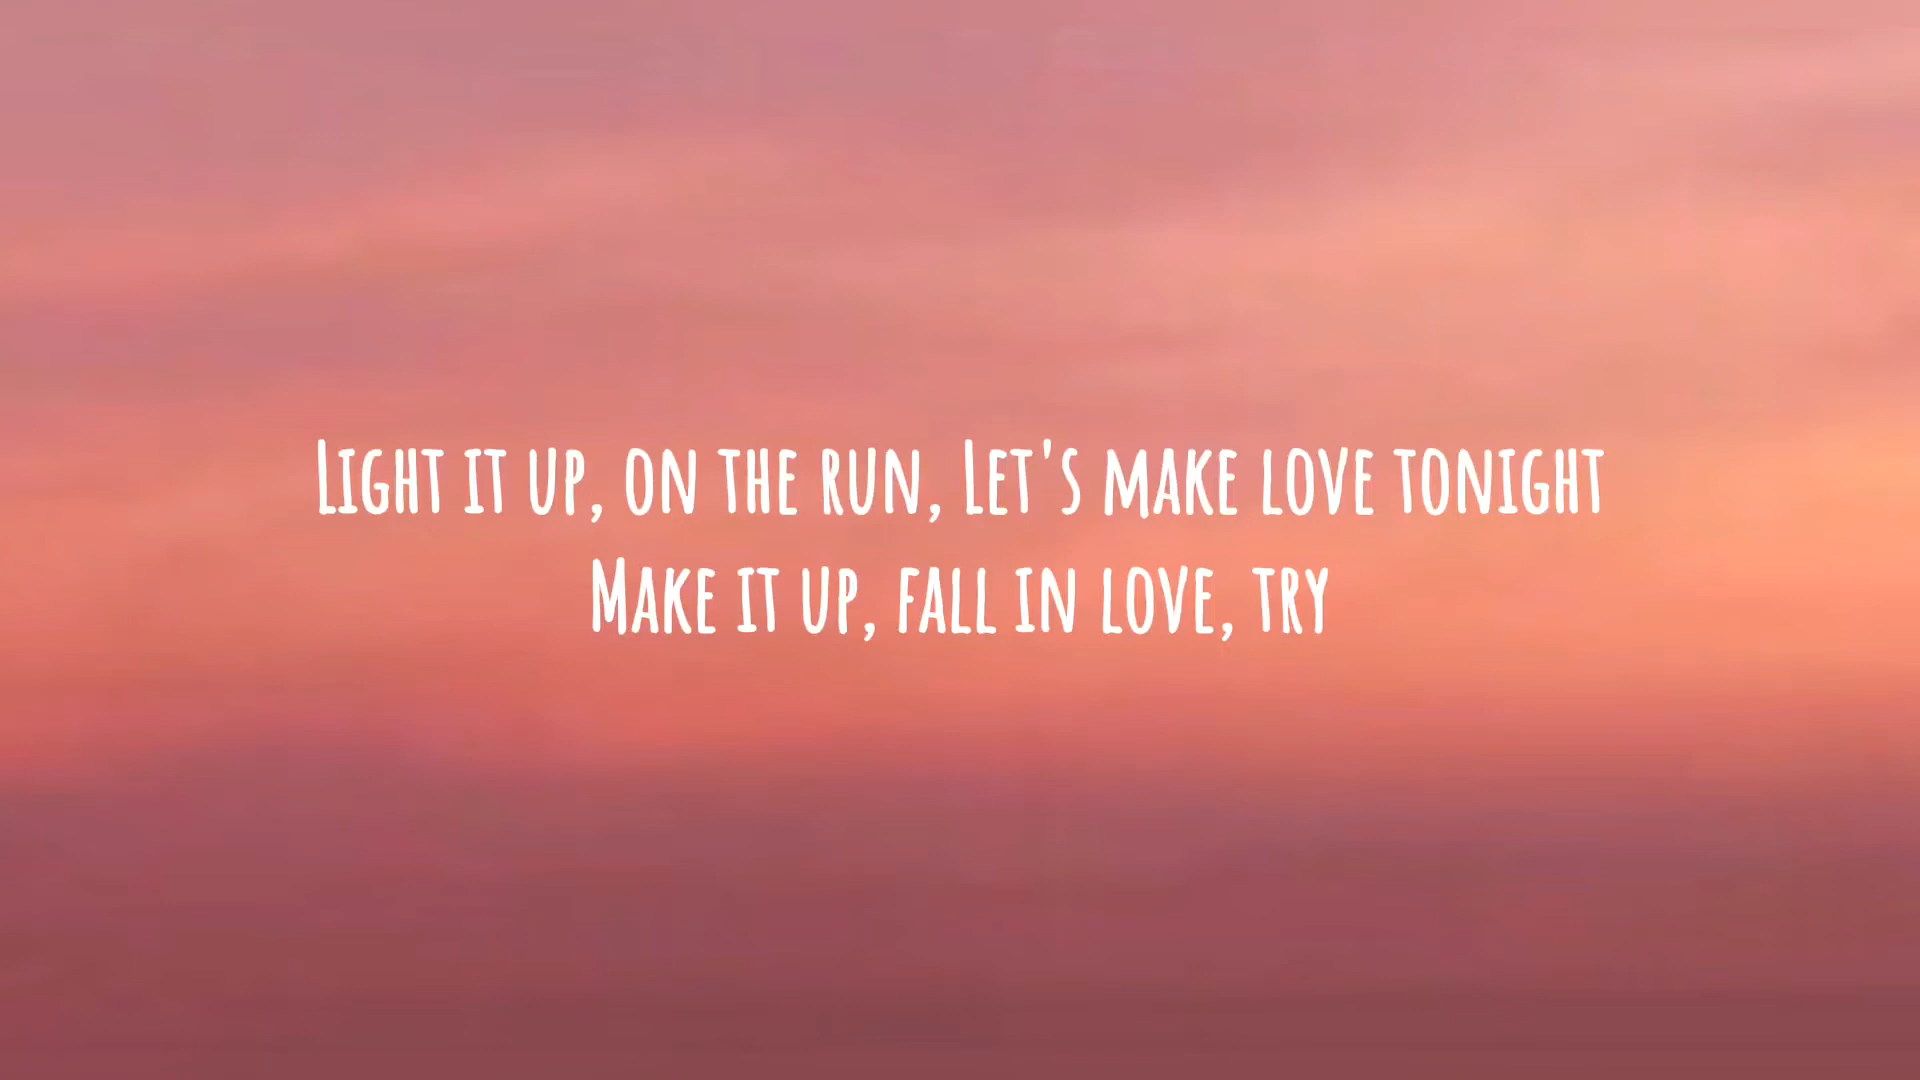 Light it up, on the run, Let's make love tonight
Make it up, fall in love, try